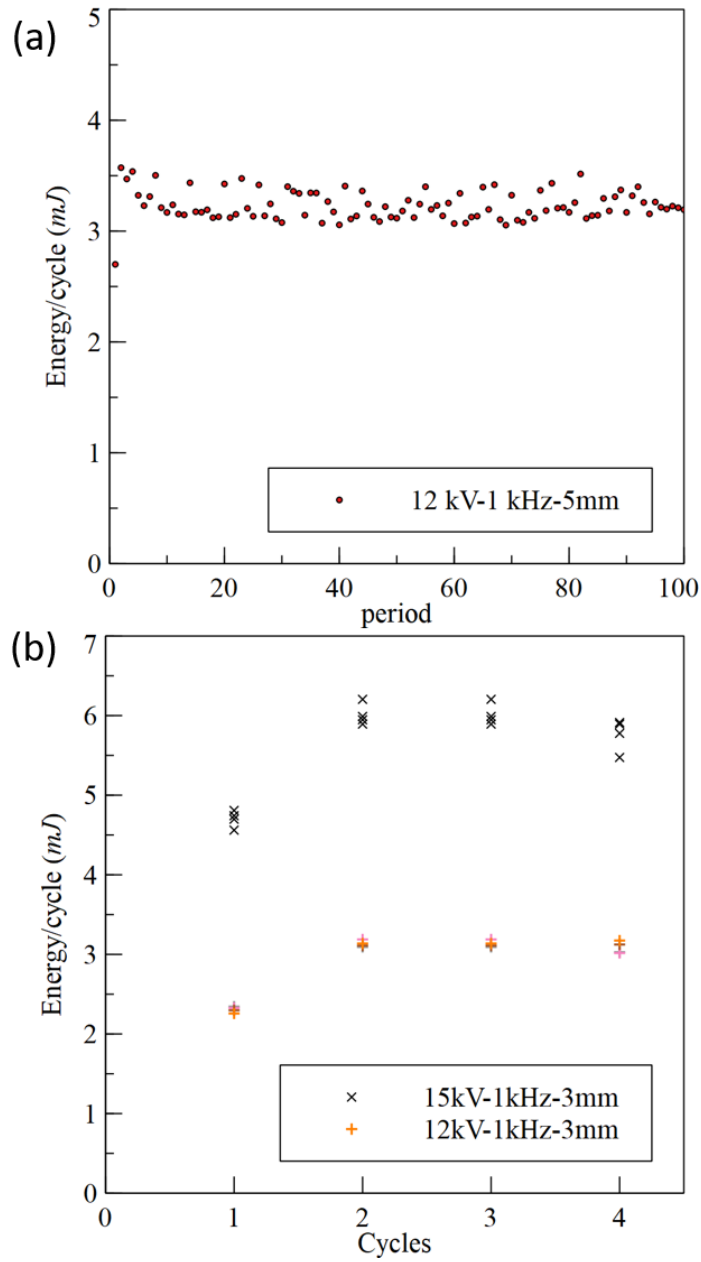 (a)
5
4
3
2
1
0
Energy/cycle (mJ)
12 kV-1 kHz-5mm
0 20 40 60 80 100
period
(b)
7
6
5
4
3
2
1
0
Energy/cycle (mJ)
15kV-1kHz-3mm
12kV-1kHz-3mm
0 1 2 3 4
Cycles